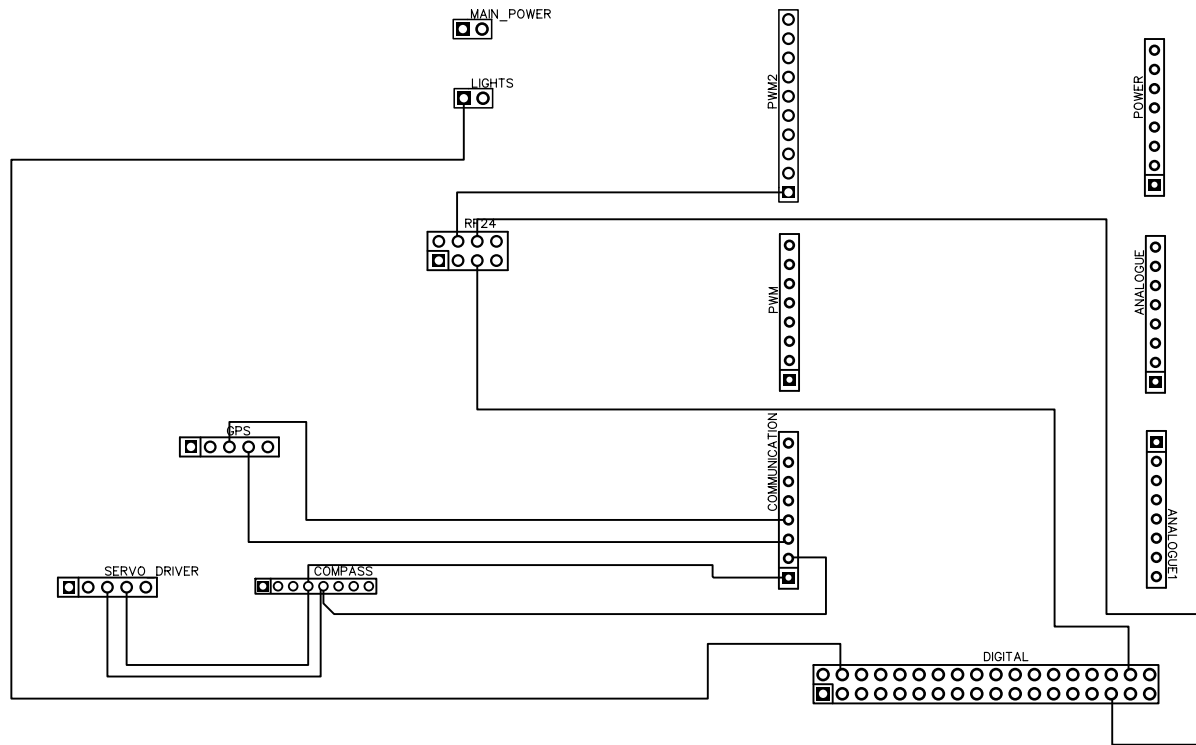 MAIN_POWER
LIGHTS
PWM2
POWER
RF24
PWM
ANALOGUE
GPS
COMMUNICATION
ANALOGUE1
SERVO_DRIVER
COMPASS
DIGITAL